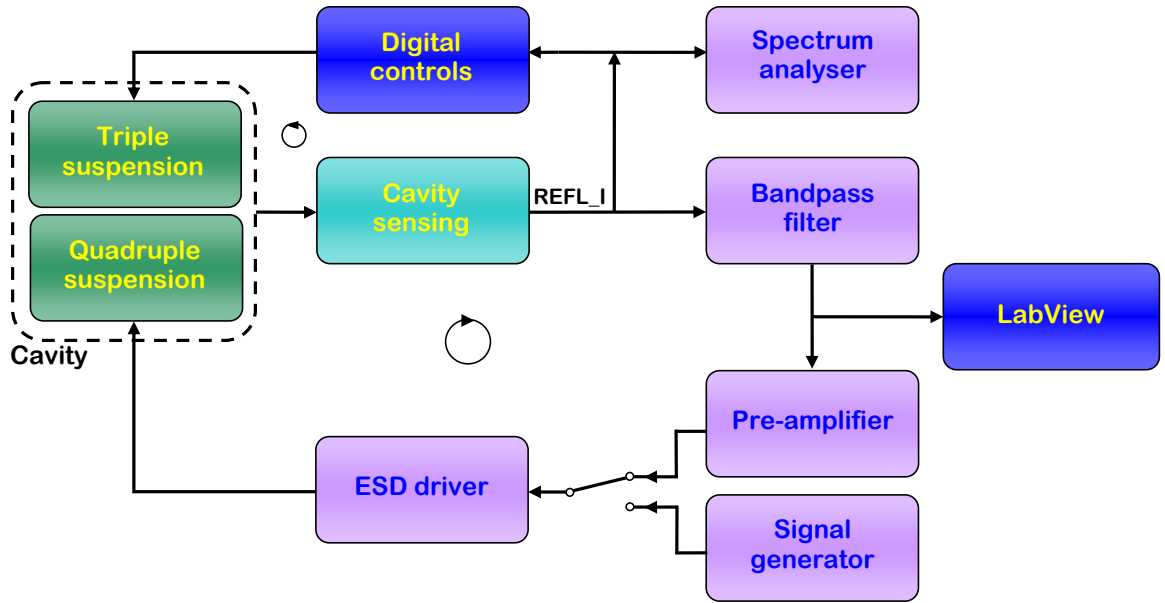 Digital
controls
Spectrum
analyser
Triple
suspension
Cavity
sensing
REFL_I
Bandpass
filter
Quadruple
suspension
LabView
Cavity
Pre-amplifier
ESD driver
Signal
generator